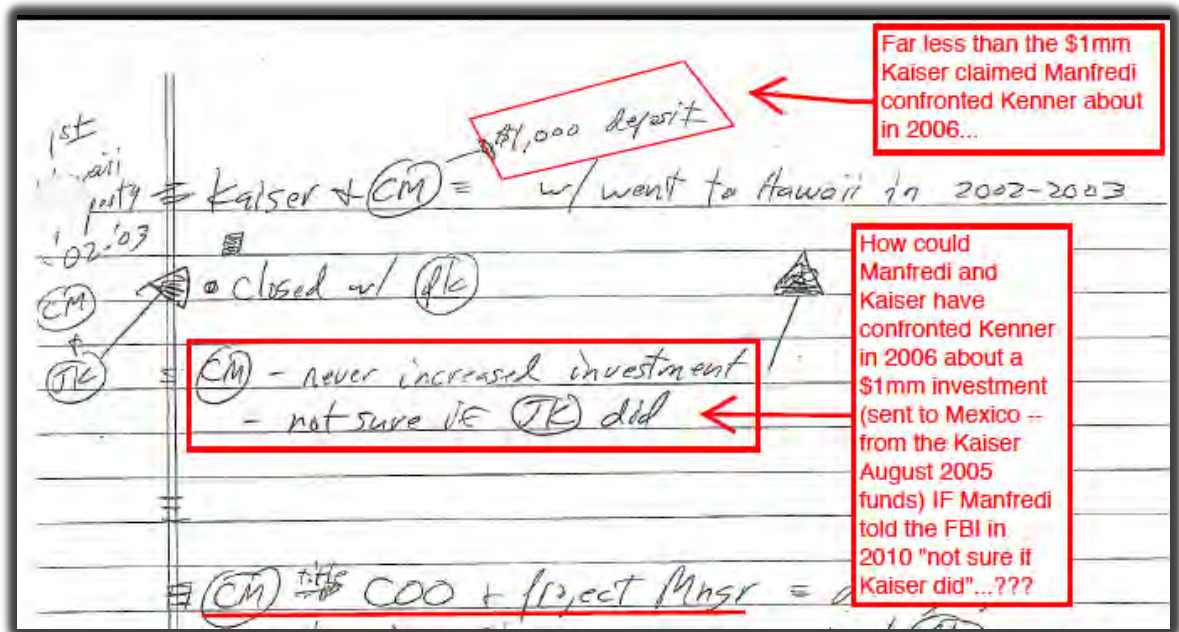 Far less than the $1mm
Kaiser claimed Manfredi
confronted Kenner about
in 2006...
$1,000 deposit
1st
Kaiser + CM = w/ went to Hawaii in 2002-2003
'02-'03
• Closed w/
CM
JK
CM - never increased investment
- not sure if JK did
How could
Manfredi and
Kaiser have
confronted Kenner
in 2006 about a
$1mm investment
(sent to Mexico --
from the Kaiser
August 2005
funds) IF Manfredi
told the FBI in
2010 "not sure if
Kaiser did"...???
CM title COO + Project Mngr =